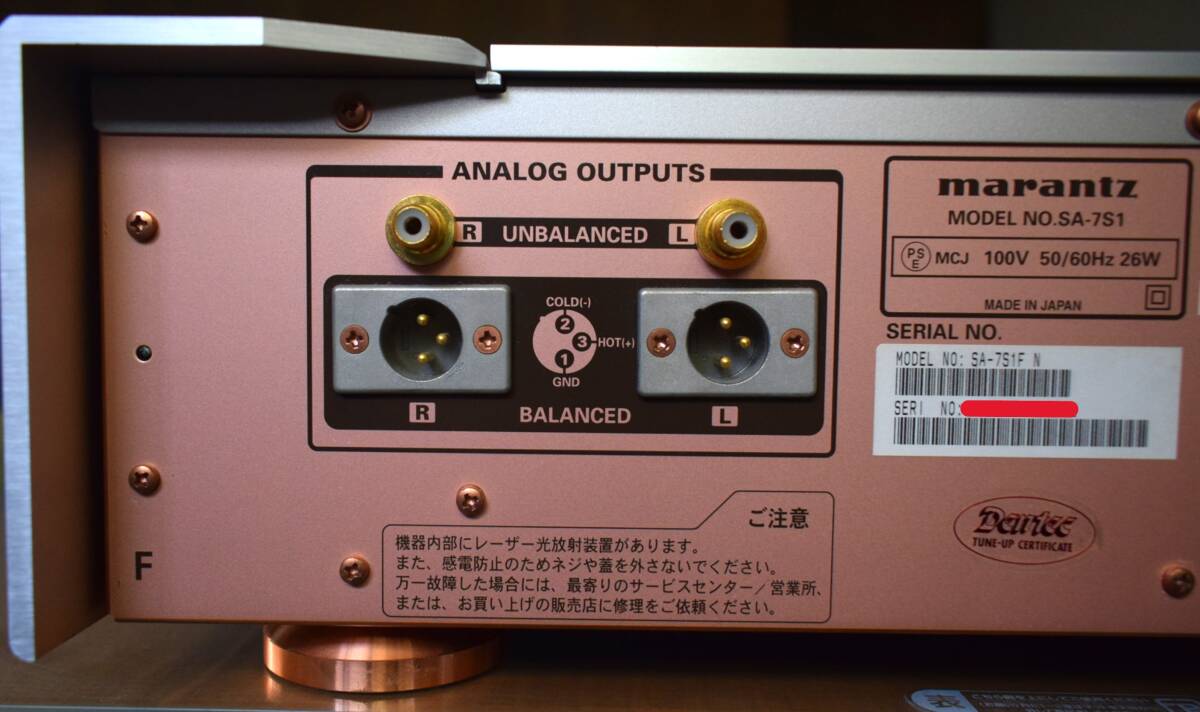 ANALOG OUTPUTS
R UNBALANCED L
COLD(-)
2
3 HOT(+)
1
GND
R BALANCED L
marantz
MODEL NO.SA-7S1
PSE MCJ 100V 50/60Hz 26W
MADE IN JAPAN
SERIAL NO.
MODEL NO: SA-7S1F N
SERI NO:
TUNE-UP CERTIFICATE
F
ご注意
機器内部にレーザー光放射装置があります。
また、感電防止のためネジや蓋を外さないでください。
万一故障した場合には、最寄りのサービスセンター/営業所、
または、お買い上げの販売店に修理をご依頼ください。